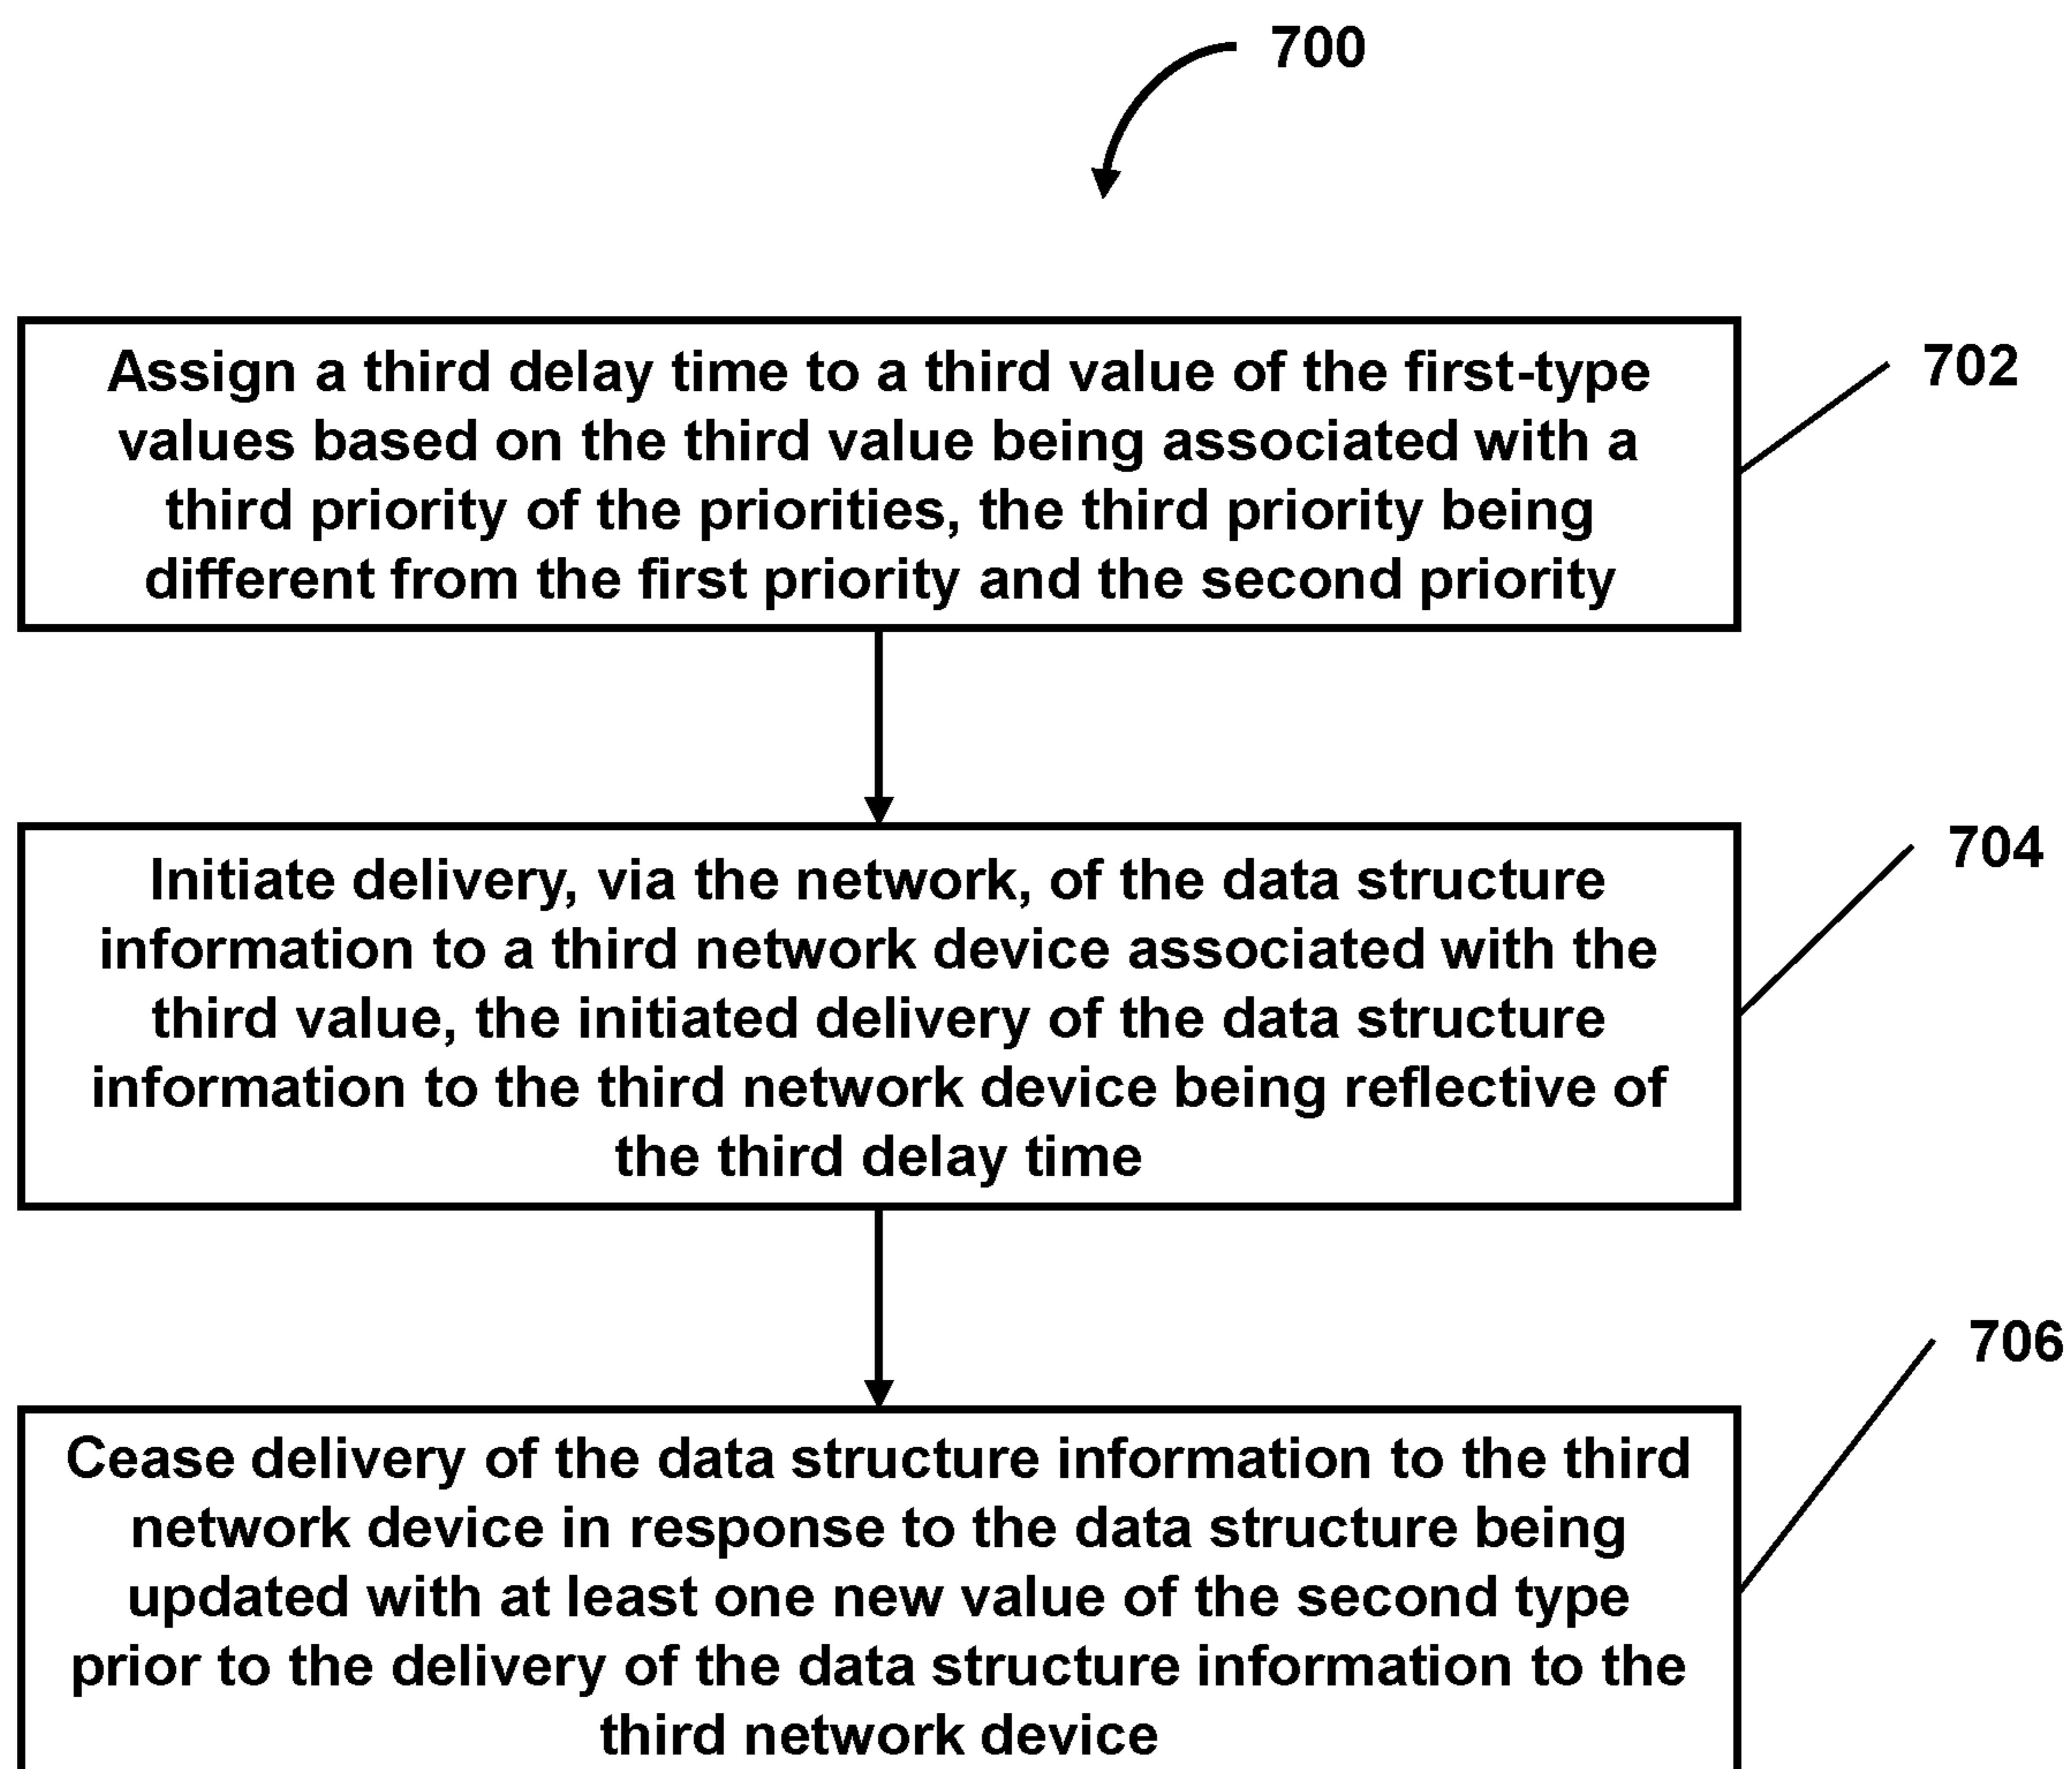 700
Assign a third delay time to a third value of the first-type
values based on the third value being associated with a
third priority of the priorities, the third priority being
different from the first priority and the second priority
702
Initiate delivery, via the network, of the data structure
information to a third network device associated with the
third value, the initiated delivery of the data structure
information to the third network device being reflective of
the third delay time
704
Cease delivery of the data structure information to the third
network device in response to the data structure being
updated with at least one new value of the second type
prior to the delivery of the data structure information to the
third network device
706